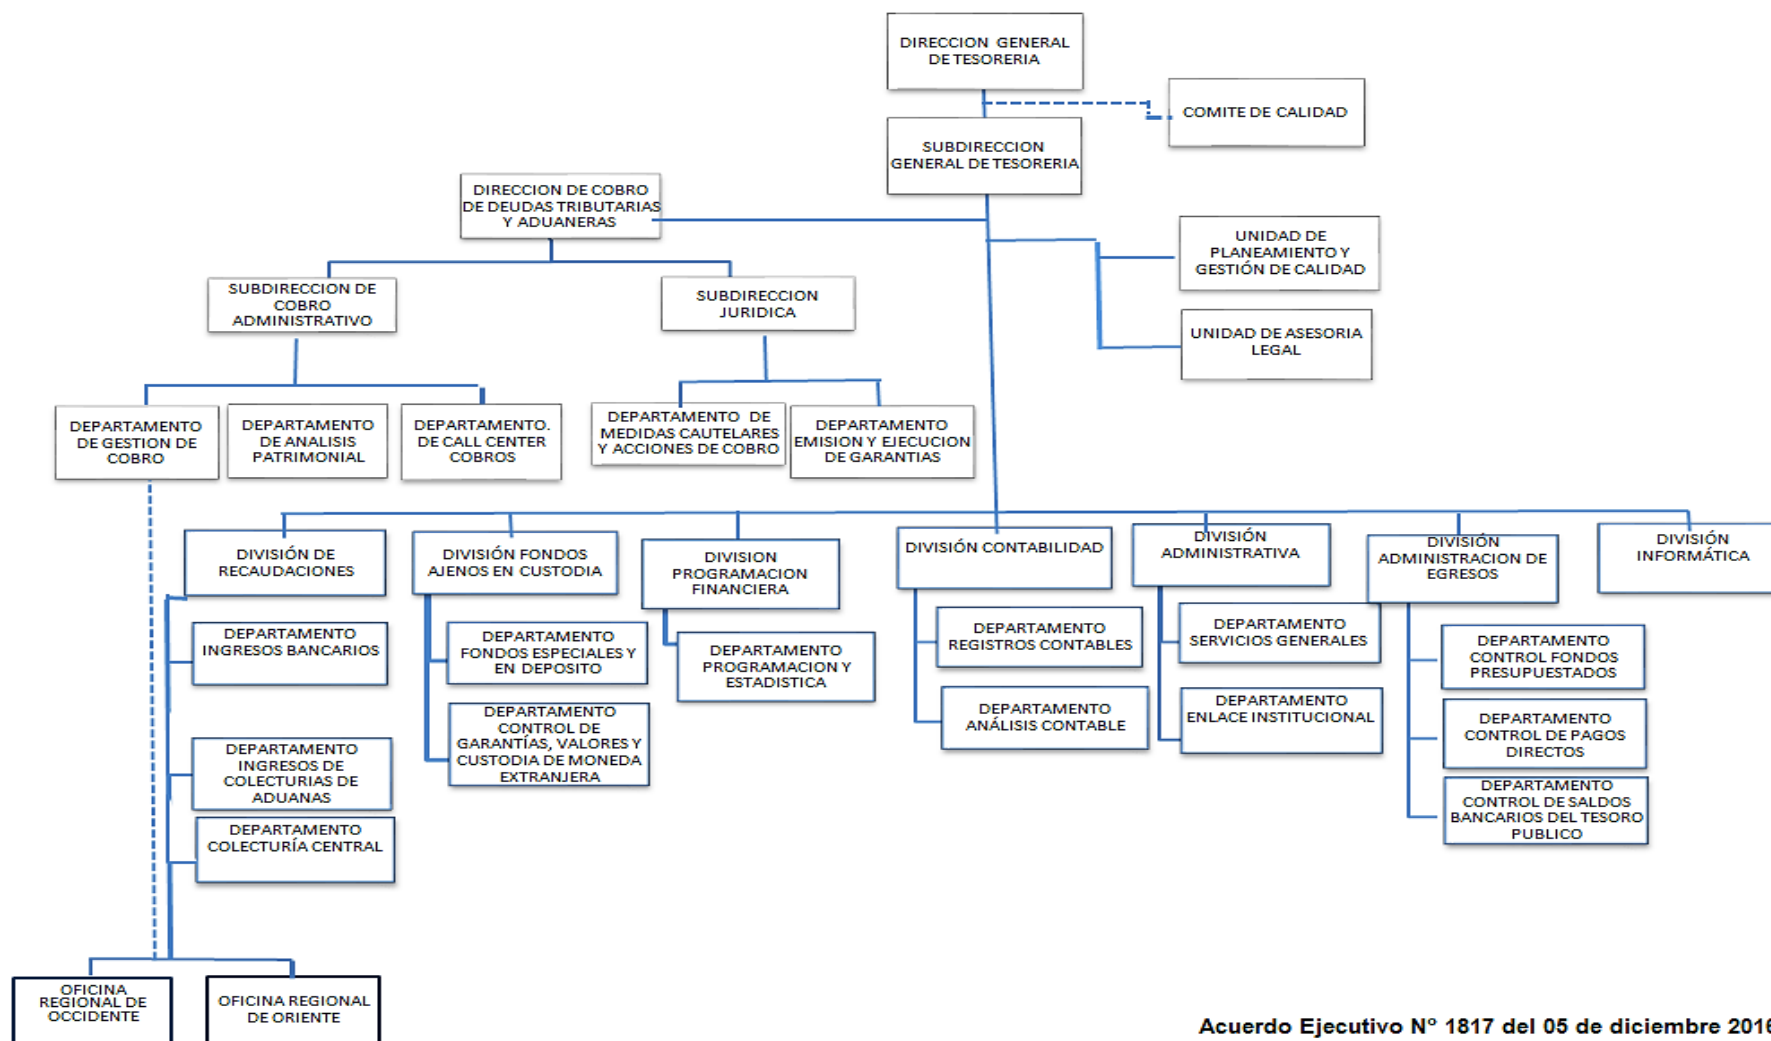 DIRECCION GENERAL
DE TESORERIA
COMITE DE CALIDAD
SUBDIRECCION
GENERAL DE TESORERIA
DIRECCION DE COBRO
DE DEUDAS TRIBUTARIAS
Y ADUANERAS
UNIDAD DE
PLANEAMIENTO Y
GESTIÓN DE CALIDAD
SUBDIRECCION DE
COBRO
ADMINISTRATIVO
SUBDIRECCION
JURIDICA
UNIDAD DE ASESORIA
LEGAL
DEPARTAMENTO
DE GESTION DE
COBRO
DEPARTAMENTO
DE ANALISIS
PATRIMONIAL
DEPARTAMENTO.
DE CALL CENTER
COBROS
DEPARTAMENTO DE
MEDIDAS CAUTELARES
Y ACCIONES DE COBRO
DEPARTAMENTO
EMISION Y EJECUCION
DE GARANTIAS
DIVISIÓN DE
RECAUDACIONES
DIVISIÓN FONDOS
AJENOS EN CUSTODIA
DIVISION
PROGRAMACION
FINANCIERA
DIVISIÓN CONTABILIDAD
DIVISIÓN
ADMINISTRATIVA
DIVISIÓN
ADMINISTRACION DE
EGRESOS
DIVISIÓN
INFORMÁTICA
DEPARTAMENTO
INGRESOS BANCARIOS
DEPARTAMENTO
FONDOS ESPECIALES Y
EN DEPOSITO
DEPARTAMENTO
PROGRAMACION Y
ESTADISTICA
DEPARTAMENTO
REGISTROS CONTABLES
DEPARTAMENTO
SERVICIOS GENERALES
DEPARTAMENTO
CONTROL FONDOS
PRESUPUESTADOS
DEPARTAMENTO
CONTROL DE
GARANTÍAS, VALORES Y
CUSTODIA DE MONEDA
EXTRANJERA
DEPARTAMENTO
ANÁLISIS CONTABLE
DEPARTAMENTO
ENLACE INSTITUCIONAL
DEPARTAMENTO
CONTROL DE PAGOS
DIRECTOS
DEPARTAMENTO
INGRESOS DE
COLECTURIAS DE
ADUANAS
DEPARTAMENTO
CONTROL DE SALDOS
BANCARIOS DEL TESORO
PUBLICO
DEPARTAMENTO
COLECTURÍA CENTRAL
OFICINA
REGIONAL DE
OCCIDENTE
OFICINA REGIONAL
DE ORIENTE
Acuerdo Ejecutivo N° 1817 del 05 de diciembre 2016